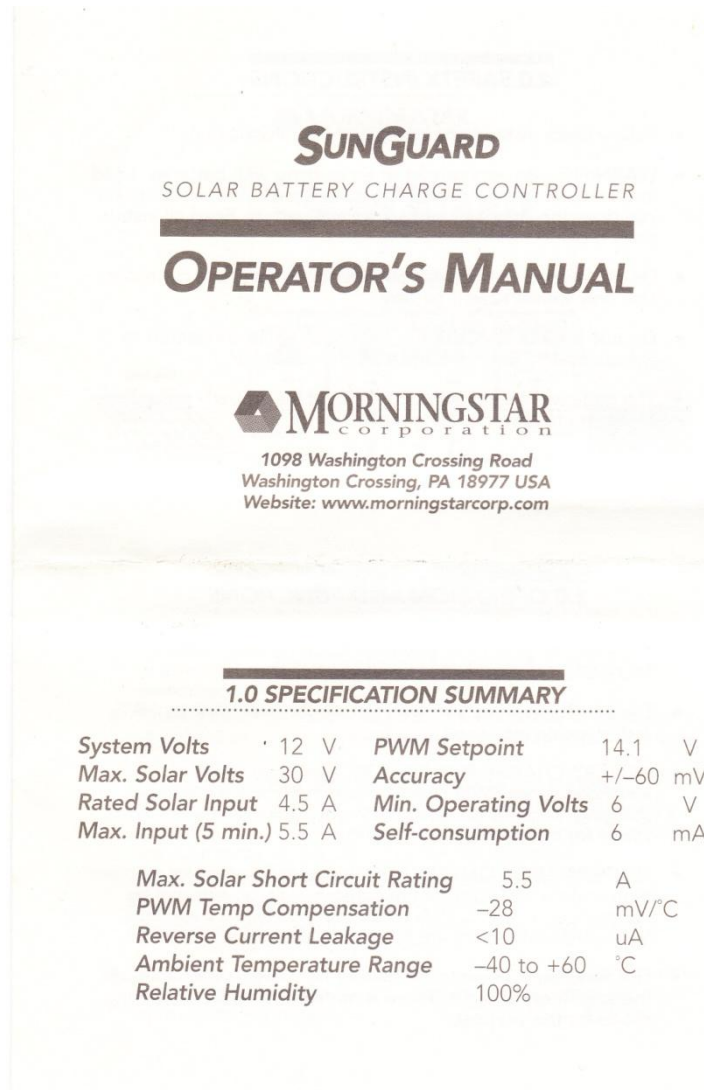 SUNGUARD
SOLAR BATTERY CHARGE CONTROLLER
OPERATOR'S MANUAL
MORNINGSTAR
corporation
1098 Washington Crossing Road
Washington Crossing, PA 18977 USA
Website: www.morningstarcorp.com
1.0 SPECIFICATION SUMMARY
System Volts 12 V PWM Setpoint 14.1 V
Max. Solar Volts 30 V Accuracy +/–60 mV
Rated Solar Input 4.5 A Min. Operating Volts 6 V
Max. Input (5 min.) 5.5 A Self-consumption 6 mA
Max. Solar Short Circuit Rating 5.5 A
PWM Temp Compensation –28 mV/°C
Reverse Current Leakage <10 uA
Ambient Temperature Range –40 to +60 °C
Relative Humidity 100%